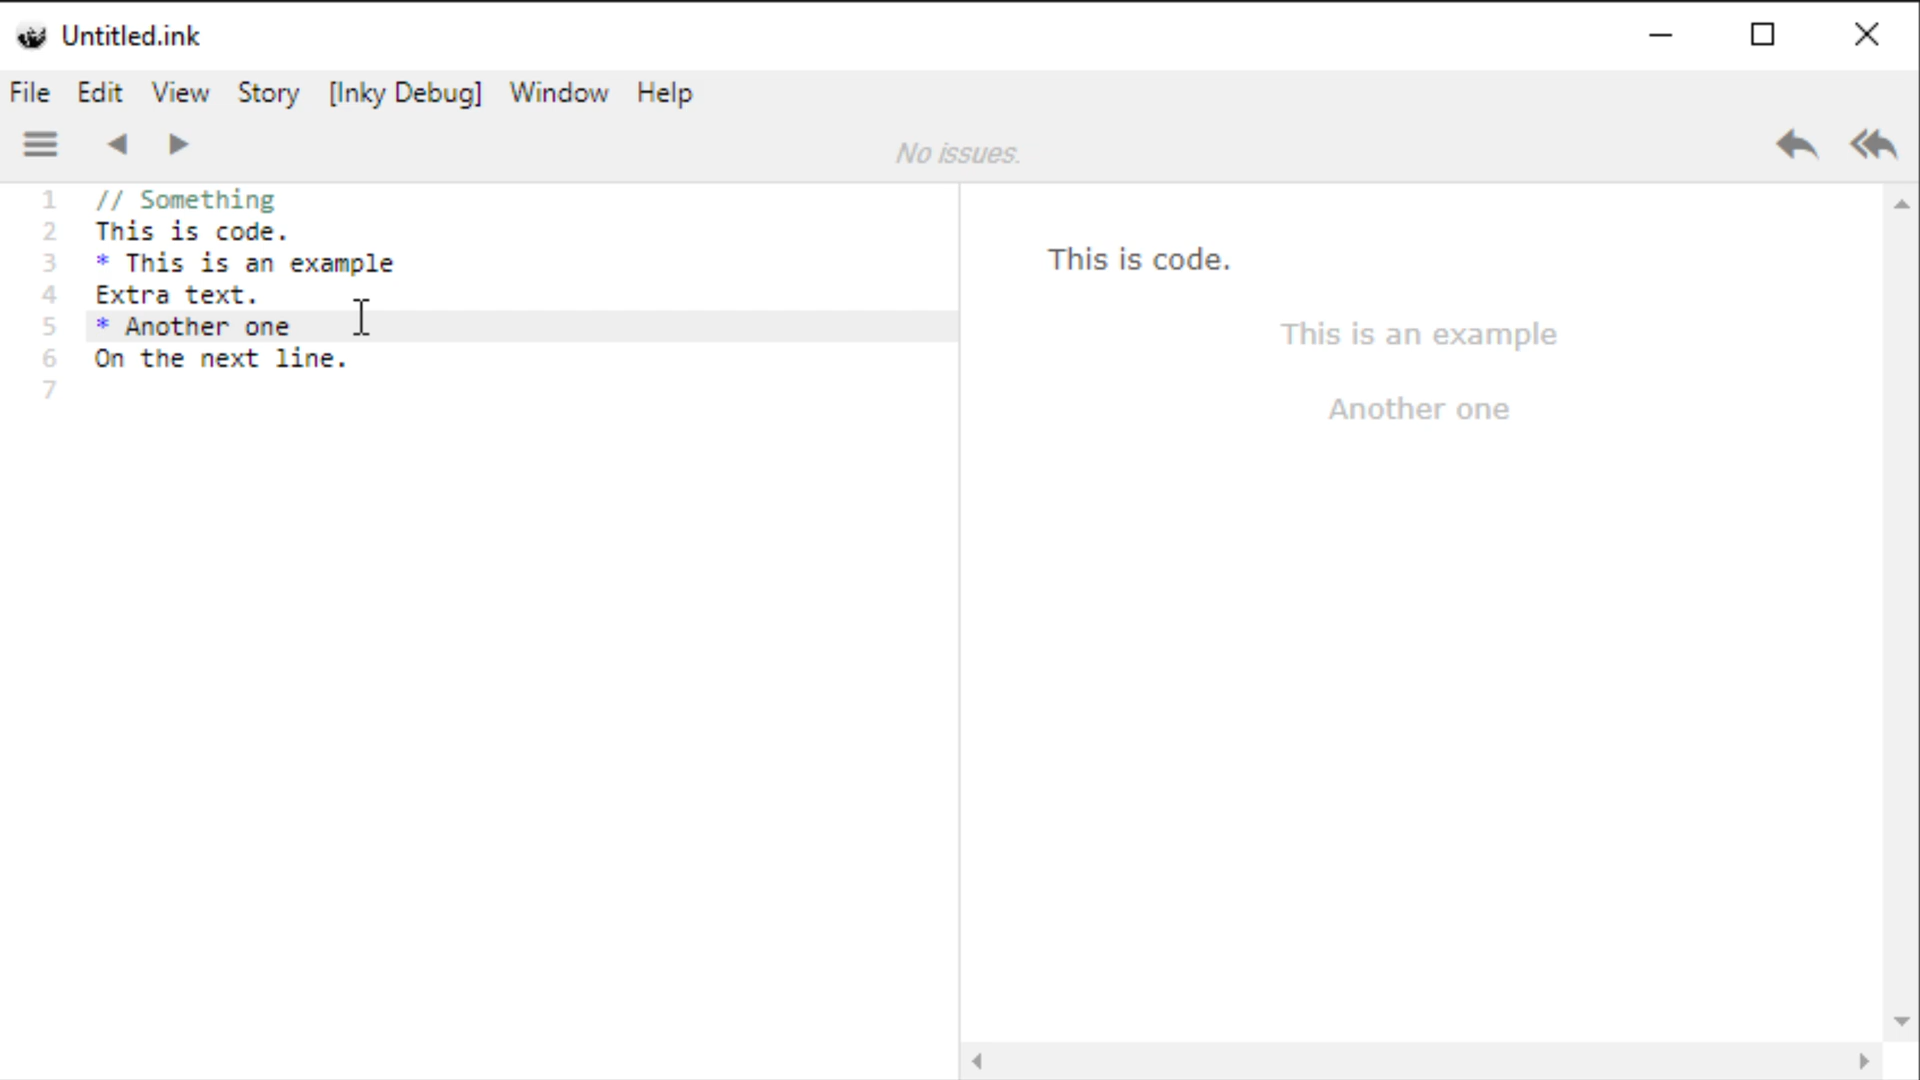 Untitled.ink
File Edit View Story [Inky Debug] Window Help
No issues.
1 // Something
2 This is code.
3 * This is an example
4 Extra text.
5 * Another one
6 On the next line.
7
This is code.
This is an example
Another one